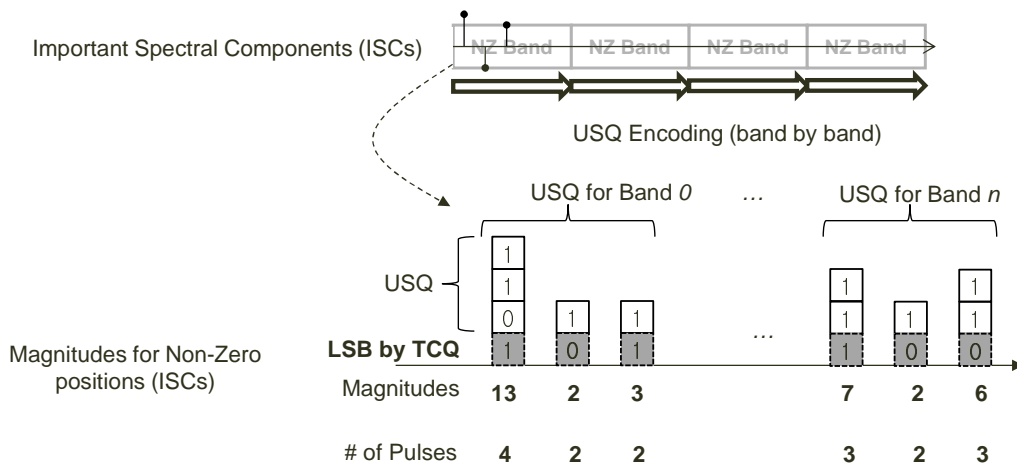 Important Spectral Components (ISCs)
NZ Band NZ Band NZ Band NZ Band
USQ Encoding (band by band)
USQ for Band 0 ... USQ for Band n
1
1 1 1
USQ
0 1 1 1 1 1
LSB by TCQ 1 0 1 ... 1 0 0
Magnitudes for Non-Zero
positions (ISCs)
Magnitudes 13 2 3 7 2 6
# of Pulses 4 2 2 3 2 3